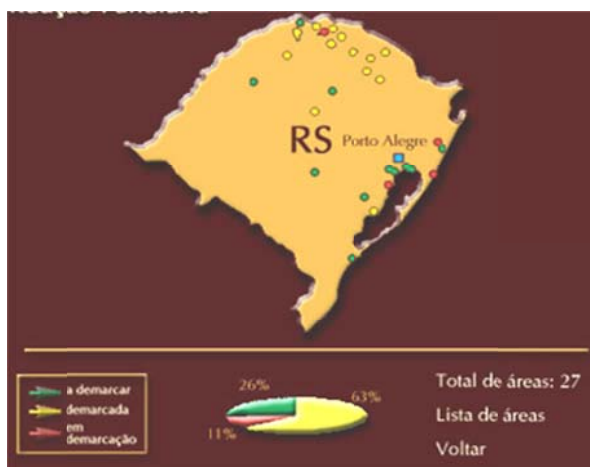 RS Porto Alegre
a demarcar
demarcada
em
demarcação
26%
63%
11%
Total de áreas: 27
Lista de áreas
Voltar